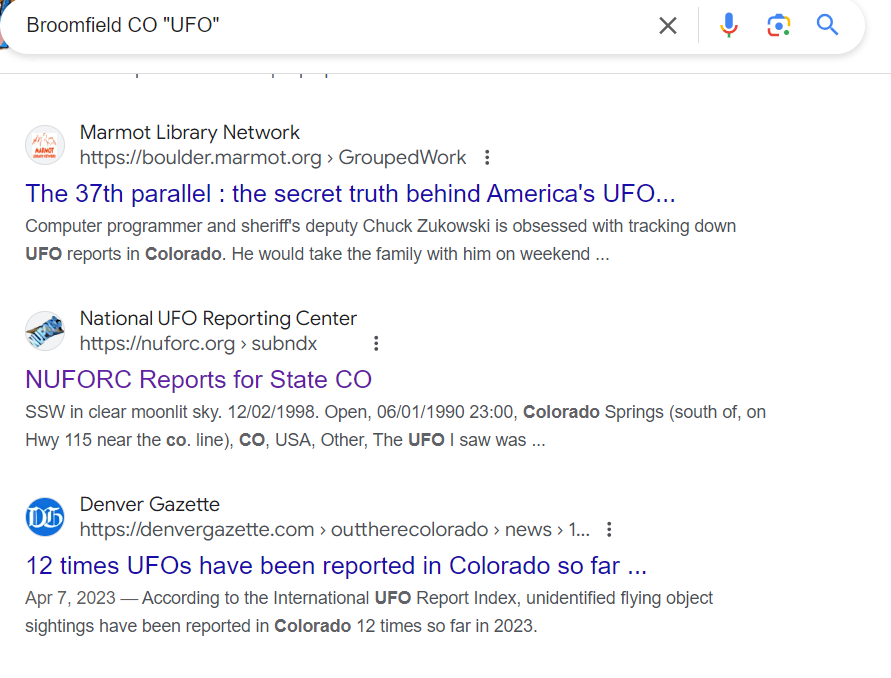 Broomfield CO "UFO"
Marmot Library Network
https://boulder.marmot.org › GroupedWork
The 37th parallel : the secret truth behind America's UFO...
Computer programmer and sheriff's deputy Chuck Zukowski is obsessed with tracking down
UFO reports in Colorado. He would take the family with him on weekend ...
National UFO Reporting Center
https://nuforc.org › subndx
NUFORC Reports for State CO
SSW in clear moonlit sky. 12/02/1998. Open, 06/01/1990 23:00, Colorado Springs (south of, on
Hwy 115 near the co. line), CO, USA, Other, The UFO I saw was ...
Denver Gazette
https://denvergazette.com › outtherecolorado › news › 1...
12 times UFOs have been reported in Colorado so far ...
Apr 7, 2023 — According to the International UFO Report Index, unidentified flying object
sightings have been reported in Colorado 12 times so far in 2023.